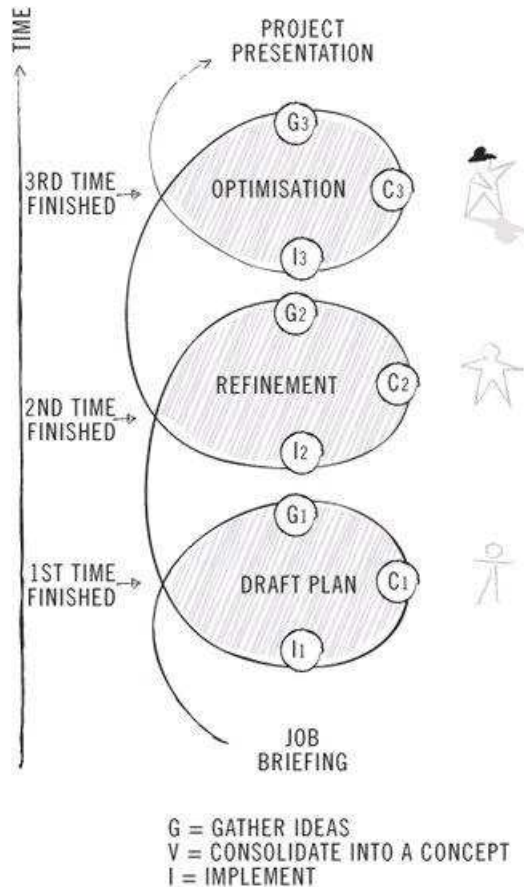 TIME
PROJECT
PRESENTATION
G3
3RD TIME
FINISHED
OPTIMISATION
C3
I3
G2
REFINEMENT
C2
2ND TIME
FINISHED
I2
G1
1ST TIME
FINISHED
DRAFT PLAN
C1
I1
JOB
BRIEFING
G = GATHER IDEAS
V = CONSOLIDATE INTO A CONCEPT
I = IMPLEMENT